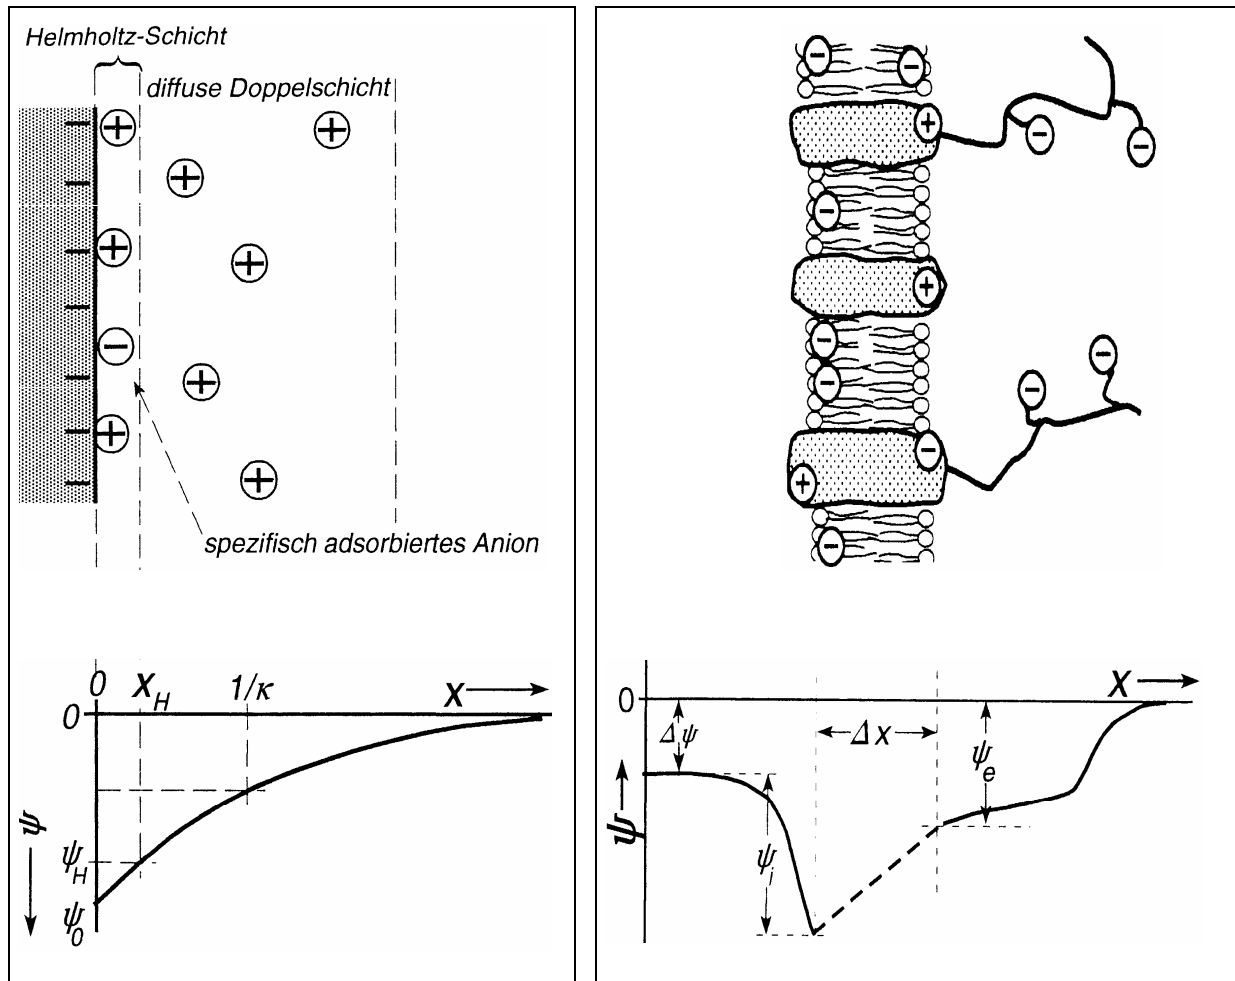 Helmholtz-Schicht
diffuse Doppelschicht
spezifisch adsorbiertes Anion
0
X_H
1/κ
X
0
ψ
ψ_H
ψ_0
X
0
Δψ
Δx
ψ_e
ψ
ψ_i